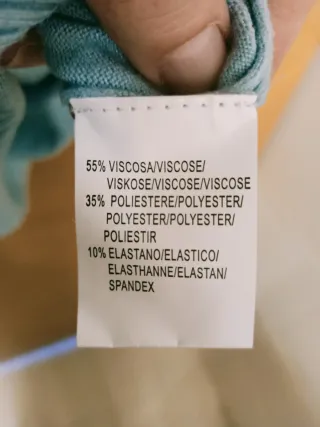 55% VISCOSA/VISCOSE/
VISKOSE/VISCOSE/VISCOSE
35% POLIESTERE/POLYESTER/
POLYESTER/POLYESTER/
POLIESTIR
10% ELASTANO/ELASTICO/
ELASTHANNE/ELASTAN/
SPANDEX